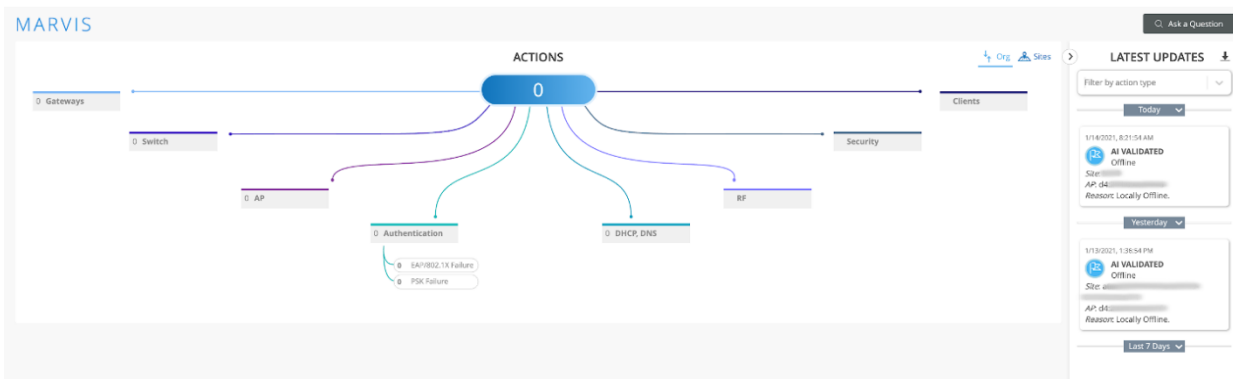 MARVIS
Ask a Question
ACTIONS
Org
Sites
0
0 Gateways
Clients
0 Switch
Security
0 AP
RF
0 Authentication
0 DHCP, DNS
0 EAP/802.1X Failure
0 PSK Failure
LATEST UPDATES
Filter by action type
Today
1/14/2021, 8:21:54 AM
AI VALIDATED
Offline
Site:
AP: d4
Reason: Locally Offline.
Yesterday
1/13/2021, 1:36:54 PM
AI VALIDATED
Offline
Site:
AP: d4
Reason: Locally Offline.
Last 7 Days